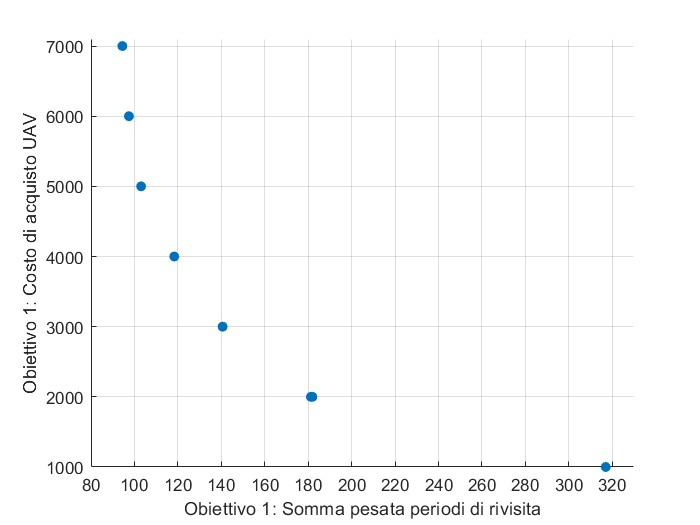 7000
6000
5000
4000
3000
2000
1000
80 100 120 140 160 180 200 220 240 260 280 300 320
Obiettivo 1: Somma pesata periodi di rivisita
Obiettivo 1: Costo di acquisto UAV